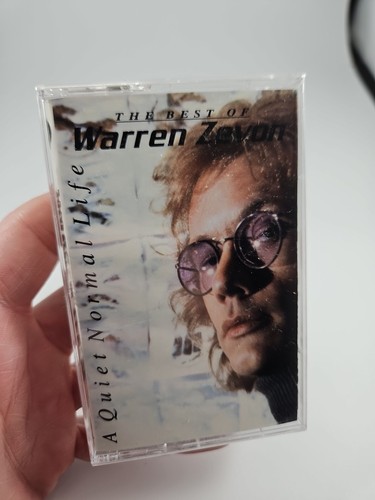 THE BEST OF
Warren Zevon
A Quiet Normal Life